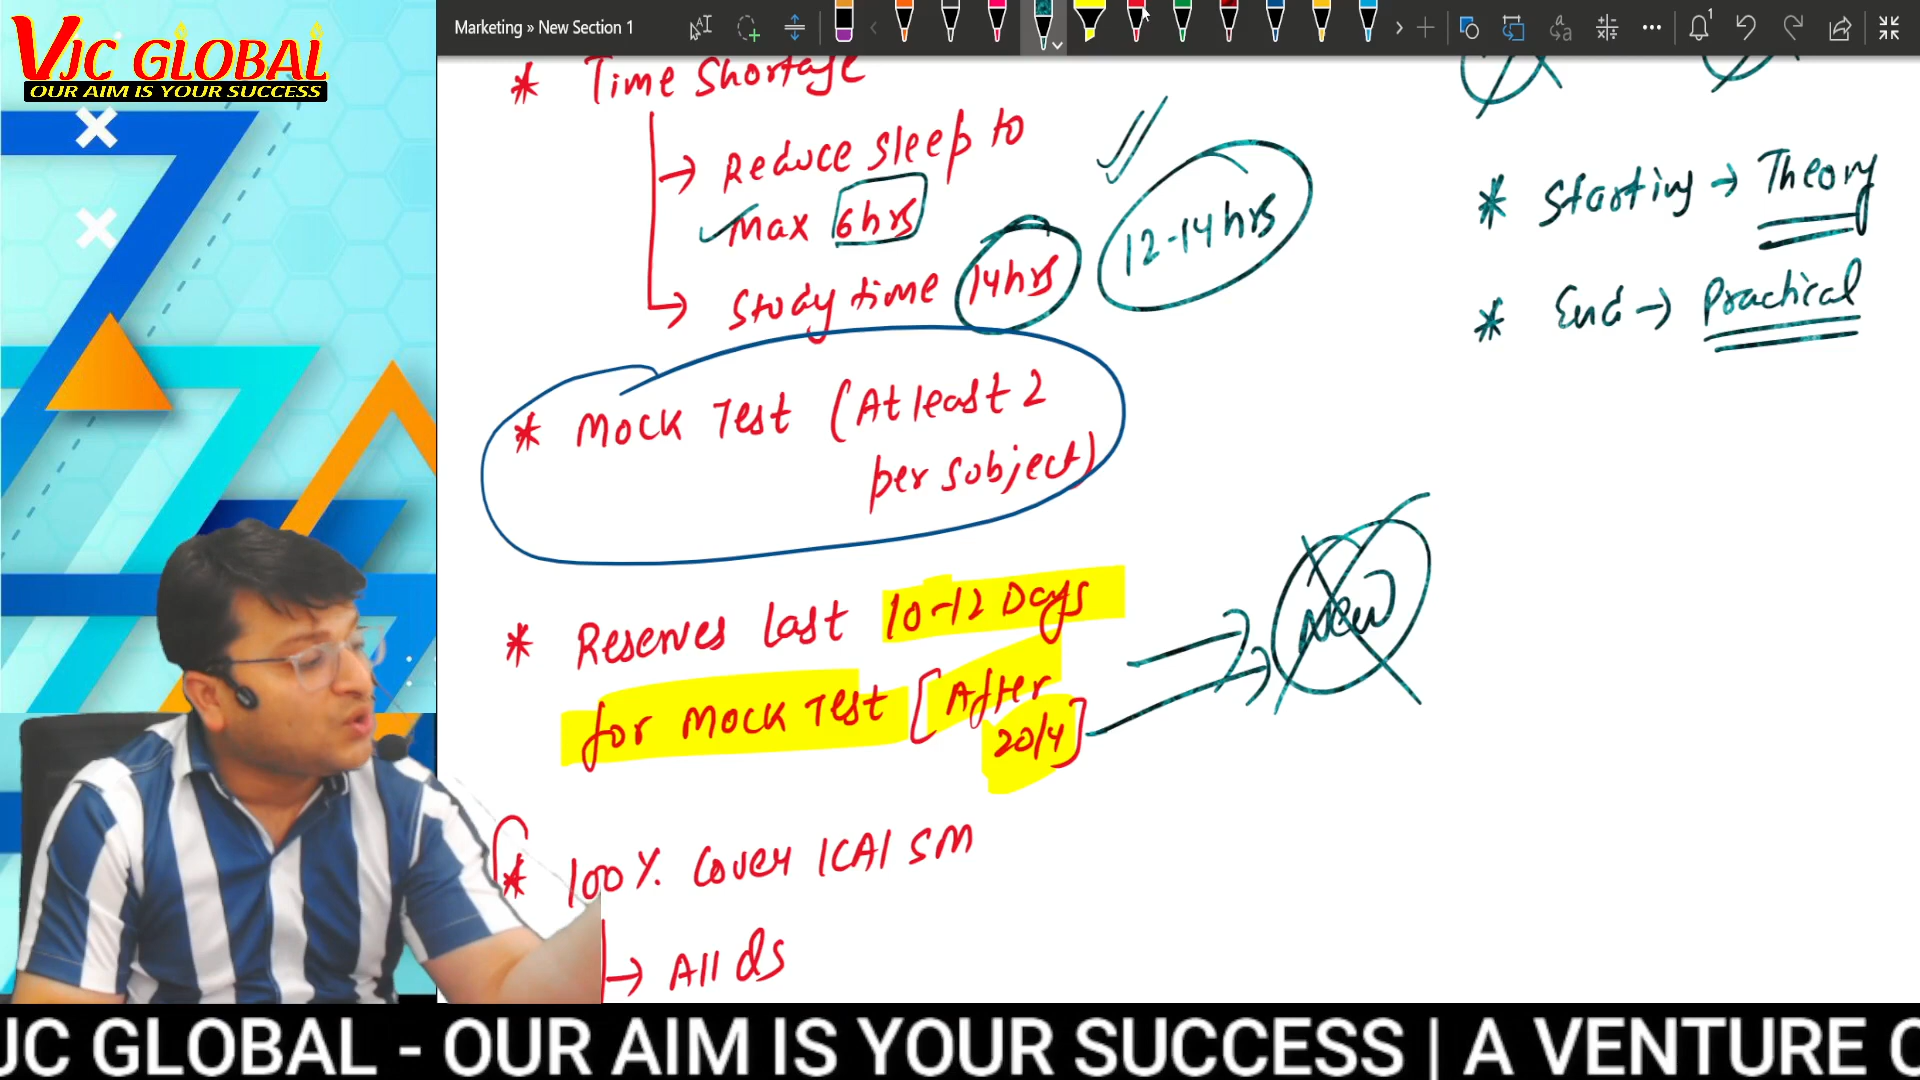 VJC GLOBAL
OUR AIM IS YOUR SUCCESS
Marketing » New Section 1
* Time Shortage
→ Reduce sleep to
Max 6hrs
12-14hrs
→ Study time 14hrs
* Starting → Theory
* End → Practical
* Mock Test (At least 2
per subject)
* Reserves last 10-12 Days
for Mock Test [After
20/4]
New
* 100% Cover ICAI SM
→ All ds
JC GLOBAL - OUR AIM IS YOUR SUCCESS | A VENTURE